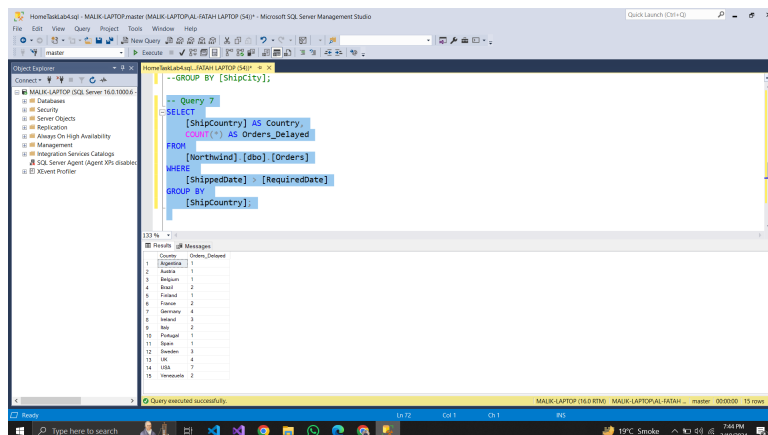 HomeTaskLab4.sql - MALIK-LAPTOP.master (MALIK-LAPTOP\AL-FATAH LAPTOP (54))* - Microsoft SQL Server Management Studio
Quick Launch (Ctrl+Q)
File Edit View Query Project Tools Window Help
New Query
master
Execute
Object Explorer
HomeTaskLab4.sql...FATAH LAPTOP (54))*
Connect
MALIK-LAPTOP (SQL Server 16.0.1000.6 -
Databases
Security
Server Objects
Replication
Always On High Availability
Management
Integration Services Catalogs
SQL Server Agent (Agent XPs disabled
XEvent Profiler
--GROUP BY [ShipCity];
-- Query 7
SELECT
[ShipCountry] AS Country,
COUNT(*) AS Orders_Delayed
FROM
[Northwind].[dbo].[Orders]
WHERE
[ShippedDate] > [RequiredDate]
GROUP BY
[ShipCountry];
133 %
Results Messages
Country Orders_Delayed
1 Argentina 1
2 Austria 1
3 Belgium 1
4 Brazil 2
5 Finland 1
6 France 2
7 Germany 4
8 Ireland 3
9 Italy 2
10 Portugal 1
11 Spain 1
12 Sweden 3
13 UK 4
14 USA 7
15 Venezuela 2
Query executed successfully.
MALIK-LAPTOP (16.0 RTM) MALIK-LAPTOP\AL-FATAH ... master 00:00:00 15 rows
Ready
Ln 72 Col 1 Ch 1 INS
Type here to search
19°C Smoke
7:44 PM